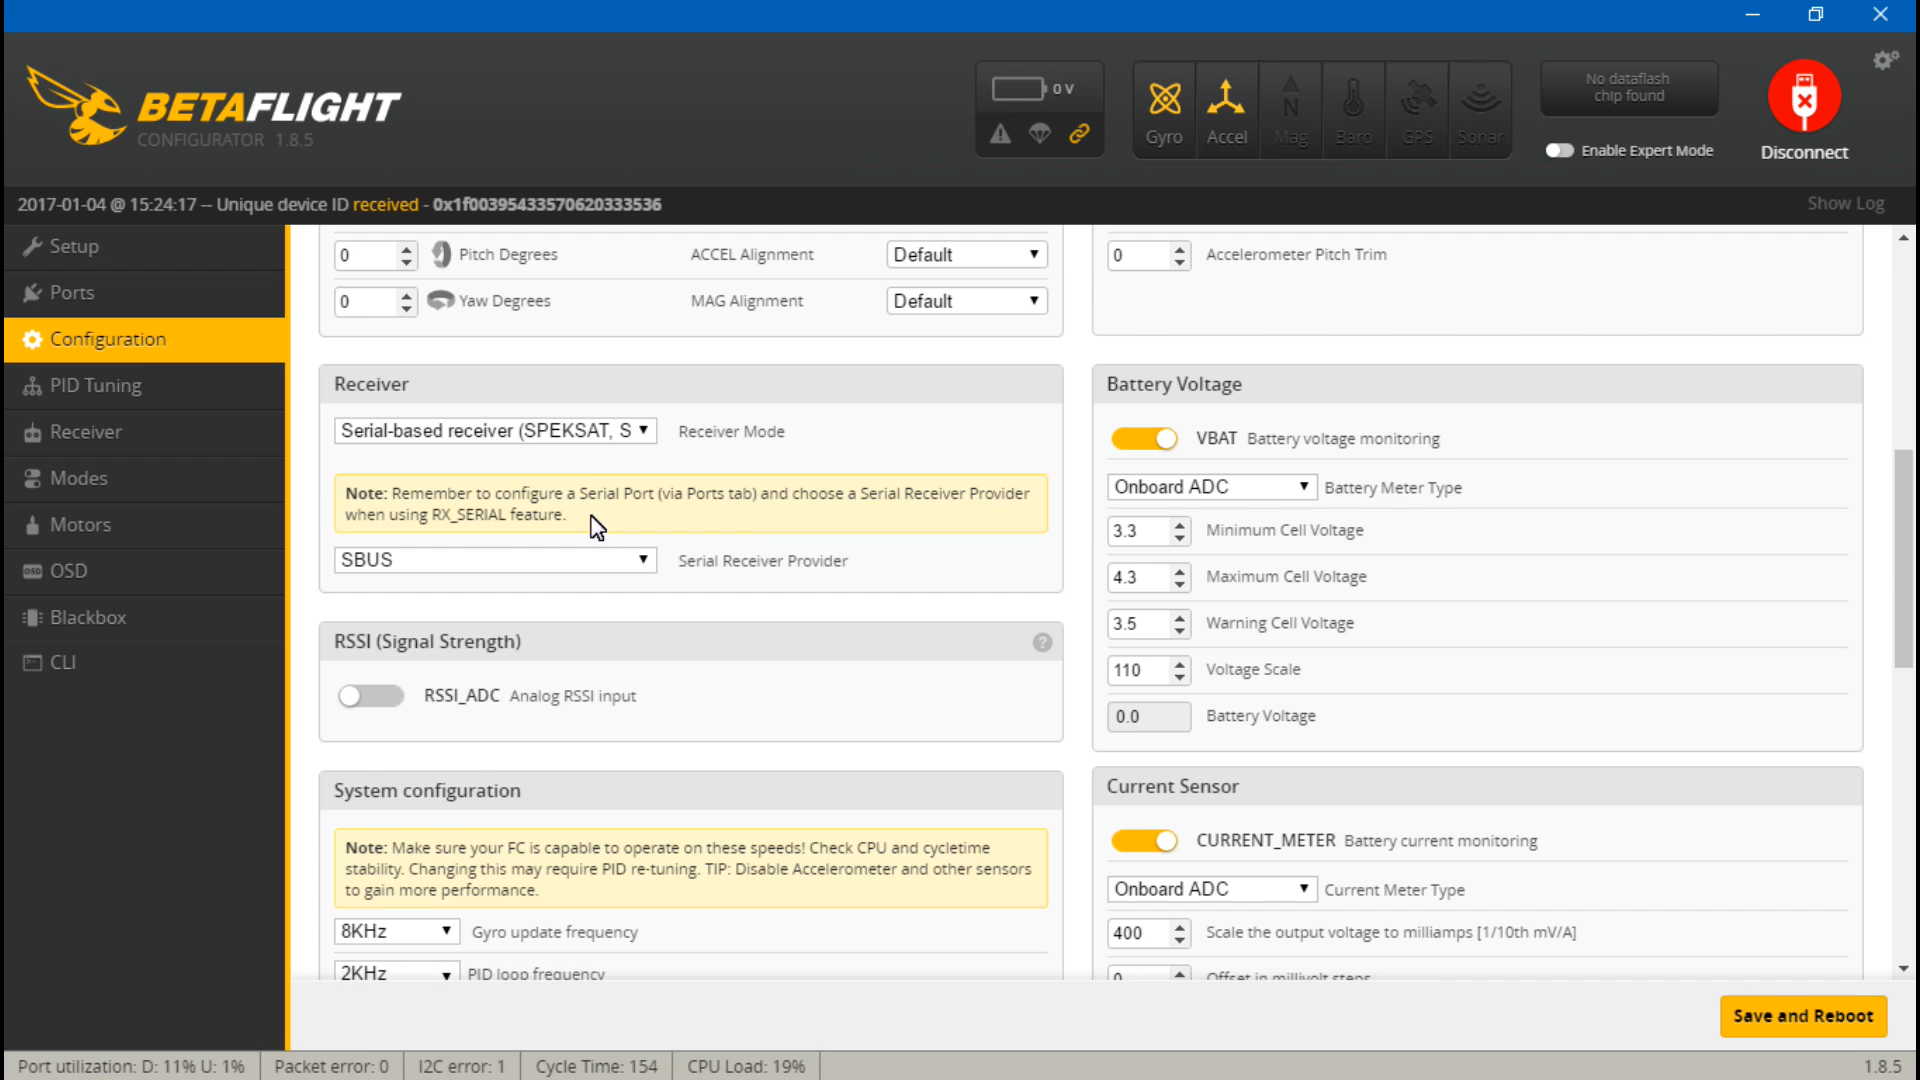 BETAFLIGHT
CONFIGURATOR 1.8.5
0 V
Gyro
Accel
Mag
Baro
GPS
Sonar
No dataflash
chip found
Enable Expert Mode
Disconnect
2017-01-04 @ 15:24:17 -- Unique device ID received - 0x1f00395433570620333536
Show Log
Setup
Ports
Configuration
PID Tuning
Receiver
Modes
Motors
OSD
OSD
Blackbox
CLI
0 Pitch Degrees ACCEL Alignment Default
0 Yaw Degrees MAG Alignment Default
0 Accelerometer Pitch Trim
Receiver
Serial-based receiver (SPEKSAT, S Receiver Mode
Note: Remember to configure a Serial Port (via Ports tab) and choose a Serial Receiver Provider
when using RX_SERIAL feature.
SBUS Serial Receiver Provider
RSSI (Signal Strength) ?
RSSI_ADC Analog RSSI input
System configuration
Note: Make sure your FC is capable to operate on these speeds! Check CPU and cycletime
stability. Changing this may require PID re-tuning. TIP: Disable Accelerometer and other sensors
to gain more performance.
8KHz Gyro update frequency
2KHz PID loop frequency
Battery Voltage
VBAT Battery voltage monitoring
Onboard ADC Battery Meter Type
3.3 Minimum Cell Voltage
4.3 Maximum Cell Voltage
3.5 Warning Cell Voltage
110 Voltage Scale
0.0 Battery Voltage
Current Sensor
CURRENT_METER Battery current monitoring
Onboard ADC Current Meter Type
400 Scale the output voltage to milliamps [1/10th mV/A]
0 Offset in millivolt steps
Save and Reboot
Port utilization: D: 11% U: 1% Packet error: 0 I2C error: 1 Cycle Time: 154 CPU Load: 19% 1.8.5